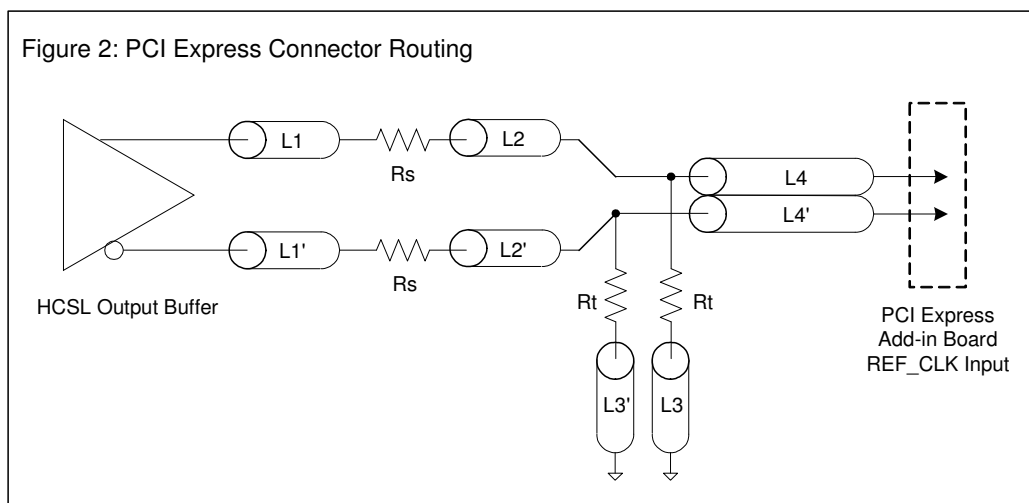 Figure 2: PCI Express Connector Routing
L1
Rs
L2
L4
L4'
L1'
Rs
L2'
HCSL Output Buffer
Rt
Rt
L3'
L3
PCI Express
Add-in Board
REF_CLK Input